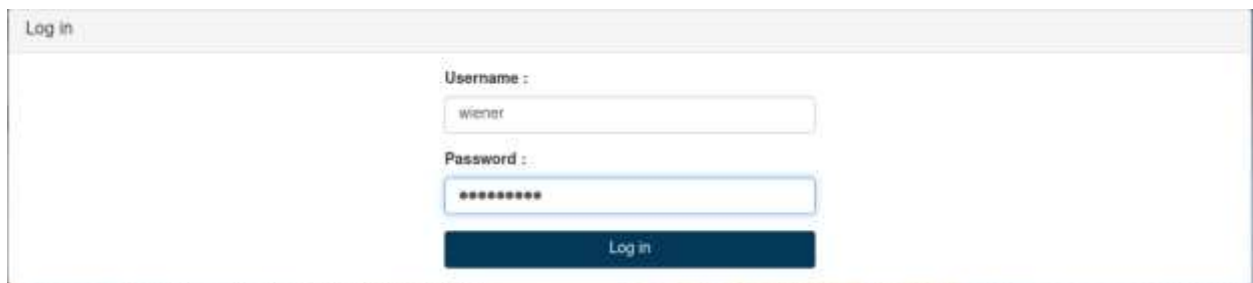 Log in
Username :
wiener
Password :
•••••••••
Log in